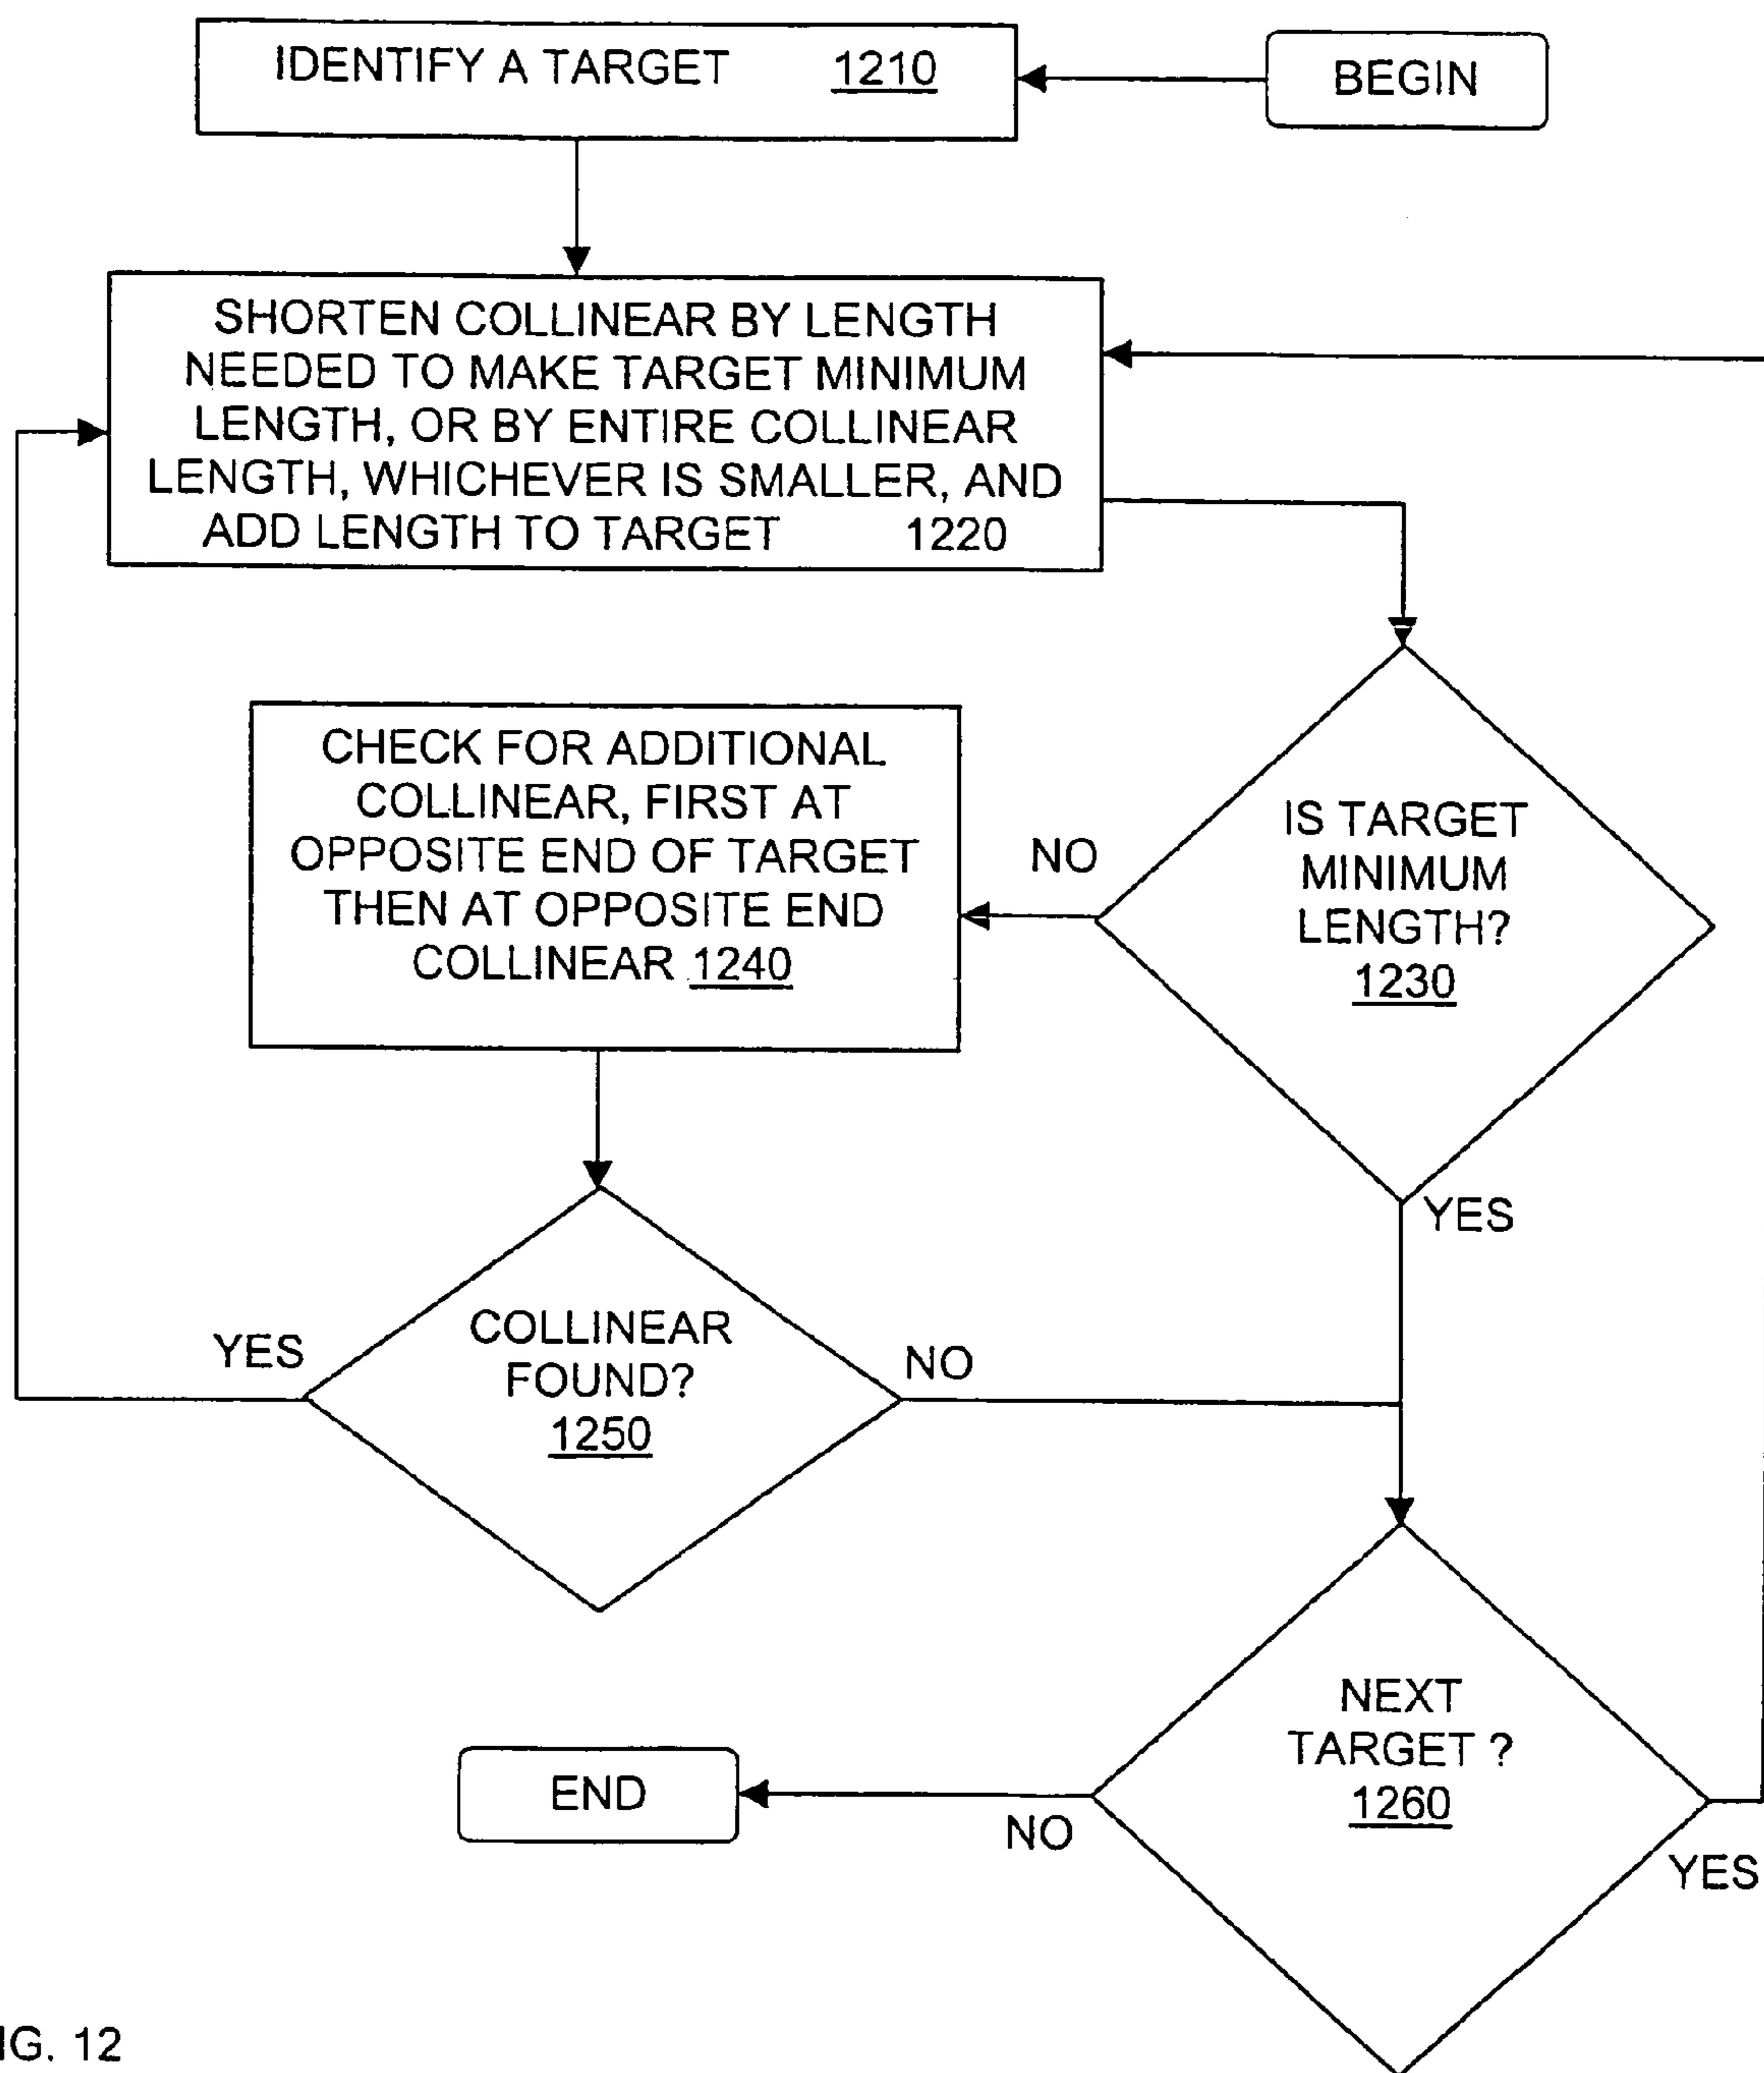 IDENTIFY A TARGET 1210
BEGIN
SHORTEN COLLINEAR BY LENGTH
NEEDED TO MAKE TARGET MINIMUM
LENGTH, OR BY ENTIRE COLLINEAR
LENGTH, WHICHEVER IS SMALLER, AND
ADD LENGTH TO TARGET 1220
CHECK FOR ADDITIONAL
COLLINEAR, FIRST AT
OPPOSITE END OF TARGET
THEN AT OPPOSITE END
COLLINEAR 1240
NO
IS TARGET
MINIMUM
LENGTH?
1230
YES
YES
COLLINEAR
FOUND?
1250
NO
NEXT
TARGET ?
1260
END
NO
YES
IG. 12